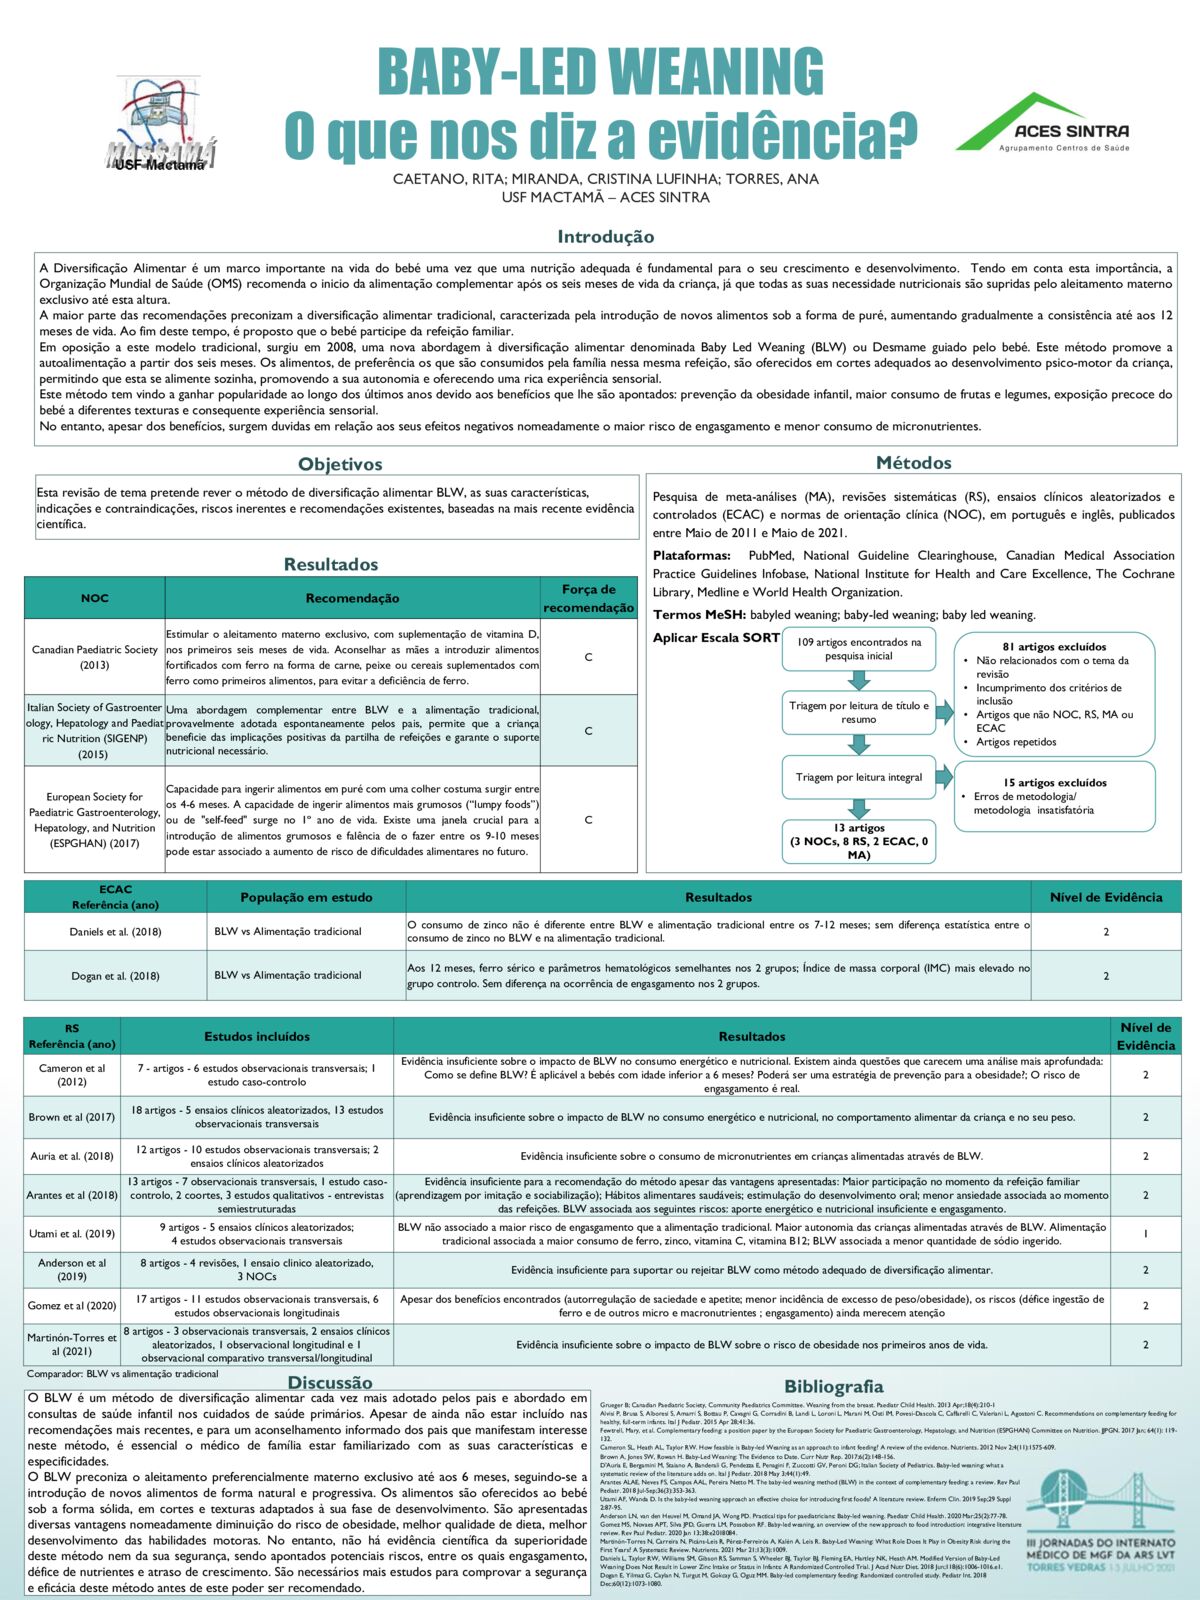 BABY-LED WEANING
O que nos diz a evidência?
MASSAMÁ
USF Mactamã
ACES SINTRA
Agrupamento Centros de Saúde
CAETANO, RITA; MIRANDA, CRISTINA LUFINHA; TORRES, ANA
USF MACTAMÃ – ACES SINTRA
Introdução
A Diversificação Alimentar é um marco importante na vida do bebé uma vez que uma nutrição adequada é fundamental para o seu crescimento e desenvolvimento. Tendo em conta esta importância, a
Organização Mundial de Saúde (OMS) recomenda o inicio da alimentação complementar após os seis meses de vida da criança, já que todas as suas necessidade nutricionais são supridas pelo aleitamento materno
exclusivo até esta altura.
A maior parte das recomendações preconizam a diversificação alimentar tradicional, caracterizada pela introdução de novos alimentos sob a forma de puré, aumentando gradualmente a consistência até aos 12
meses de vida. Ao fim deste tempo, é proposto que o bebé participe da refeição familiar.
Em oposição a este modelo tradicional, surgiu em 2008, uma nova abordagem à diversificação alimentar denominada Baby Led Weaning (BLW) ou Desmame guiado pelo bebé. Este método promove a
autoalimentação a partir dos seis meses. Os alimentos, de preferência os que são consumidos pela família nessa mesma refeição, são oferecidos em cortes adequados ao desenvolvimento psico-motor da criança,
permitindo que esta se alimente sozinha, promovendo a sua autonomia e oferecendo uma rica experiência sensorial.
Este método tem vindo a ganhar popularidade ao longo dos últimos anos devido aos benefícios que lhe são apontados: prevenção da obesidade infantil, maior consumo de frutas e legumes, exposição precoce do
bebé a diferentes texturas e consequente experiência sensorial.
No entanto, apesar dos benefícios, surgem duvidas em relação aos seus efeitos negativos nomeadamente o maior risco de engasgamento e menor consumo de micronutrientes.
Objetivos
Esta revisão de tema pretende rever o método de diversificação alimentar BLW, as suas características,
indicações e contraindicações, riscos inerentes e recomendações existentes, baseadas na mais recente evidência
científica.
Métodos
Pesquisa de meta-análises (MA), revisões sistemáticas (RS), ensaios clínicos aleatorizados e
controlados (ECAC) e normas de orientação clínica (NOC), em português e inglês, publicados
entre Maio de 2011 e Maio de 2021.
Plataformas: PubMed, National Guideline Clearinghouse, Canadian Medical Association
Practice Guidelines Infobase, National Institute for Health and Care Excellence, The Cochrane
Library, Medline e World Health Organization.
Termos MeSH: babyled weaning; baby-led weaning; baby led weaning.
Aplicar Escala SORT
109 artigos encontrados na
pesquisa inicial
Triagem por leitura de título e
resumo
81 artigos excluídos
• Não relacionados com o tema da
revisão
• Incumprimento dos critérios de
inclusão
• Artigos que não NOC, RS, MA ou
ECAC
• Artigos repetidos
Triagem por leitura integral
15 artigos excluídos
• Erros de metodologia/
metodologia insatisfatória
13 artigos
(3 NOCs, 8 RS, 2 ECAC, 0
MA)
Resultados
NOC
Recomendação
Força de
recomendação
Canadian Paediatric Society
(2013)
Estimular o aleitamento materno exclusivo, com suplementação de vitamina D,
nos primeiros seis meses de vida. Aconselhar as mães a introduzir alimentos
fortificados com ferro na forma de carne, peixe ou cereais suplementados com
ferro como primeiros alimentos, para evitar a deficiência de ferro.
C
Italian Society of Gastroenter
ology, Hepatology and Paediat
ric Nutrition (SIGENP)
(2015)
Uma abordagem complementar entre BLW e a alimentação tradicional,
provavelmente adotada espontaneamente pelos pais, permite que a criança
beneficie das implicações positivas da partilha de refeições e garante o suporte
nutricional necessário.
C
European Society for
Paediatric Gastroenterology,
Hepatology, and Nutrition
(ESPGHAN) (2017)
Capacidade para ingerir alimentos em puré com uma colher costuma surgir entre
os 4-6 meses. A capacidade de ingerir alimentos mais grumosos (“lumpy foods”)
ou de "self-feed" surge no 1º ano de vida. Existe uma janela crucial para a
introdução de alimentos grumosos e falência de o fazer entre os 9-10 meses
pode estar associado a aumento de risco de dificuldades alimentares no futuro.
C
ECAC
Referência (ano)
População em estudo
Resultados
Nível de Evidência
Daniels et al. (2018)
BLW vs Alimentação tradicional
O consumo de zinco não é diferente entre BLW e alimentação tradicional entre os 7-12 meses; sem diferença estatística entre o
consumo de zinco no BLW e na alimentação tradicional.
2
Dogan et al. (2018)
BLW vs Alimentação tradicional
Aos 12 meses, ferro sérico e parâmetros hematológicos semelhantes nos 2 grupos; Índice de massa corporal (IMC) mais elevado no
grupo controlo. Sem diferença na ocorrência de engasgamento nos 2 grupos.
2
RS
Referência (ano)
Estudos incluídos
Resultados
Nível de
Evidência
Cameron et al
(2012)
7 - artigos - 6 estudos observacionais transversais; 1
estudo caso-controlo
Evidência insuficiente sobre o impacto de BLW no consumo energético e nutricional. Existem ainda questões que carecem uma análise mais aprofundada:
Como se define BLW? É aplicável a bebés com idade inferior a 6 meses? Poderá ser uma estratégia de prevenção para a obesidade?; O risco de
engasgamento é real.
2
Brown et al (2017)
18 artigos - 5 ensaios clínicos aleatorizados, 13 estudos
observacionais transversais
Evidência insuficiente sobre o impacto de BLW no consumo energético e nutricional, no comportamento alimentar da criança e no seu peso.
2
Auria et al. (2018)
12 artigos - 10 estudos observacionais transversais; 2
ensaios clínicos aleatorizados
Evidência insuficiente sobre o consumo de micronutrientes em crianças alimentadas através de BLW.
2
Arantes et al (2018)
13 artigos - 7 observacionais transversais, 1 estudo caso-
controlo, 2 coortes, 3 estudos qualitativos - entrevistas
semiestruturadas
Evidência insuficiente para a recomendação do método apesar das vantagens apresentadas: Maior participação no momento da refeição familiar
(aprendizagem por imitação e sociabilização); Hábitos alimentares saudáveis; estimulação do desenvolvimento oral; menor ansiedade associada ao momento
das refeições. BLW associada aos seguintes riscos: aporte energético e nutricional insuficiente e engasgamento.
2
Utami et al. (2019)
9 artigos - 5 ensaios clínicos aleatorizados;
4 estudos observacionais transversais
BLW não associado a maior risco de engasgamento que a alimentação tradicional. Maior autonomia das crianças alimentadas através de BLW. Alimentação
tradicional associada a maior consumo de ferro, zinco, vitamina C, vitamina B12; BLW associada a menor quantidade de sódio ingerido.
1
Anderson et al
(2019)
8 artigos - 4 revisões, 1 ensaio clinico aleatorizado,
3 NOCs
Evidência insuficiente para suportar ou rejeitar BLW como método adequado de diversificação alimentar.
2
Gomez et al (2020)
17 artigos - 11 estudos observacionais transversais, 6
estudos observacionais longitudinais
Apesar dos benefícios encontrados (autorregulação de saciedade e apetite; menor incidência de excesso de peso/obesidade), os riscos (défice ingestão de
ferro e de outros micro e macronutrientes ; engasgamento) ainda merecem atenção
2
Martinón-Torres et
al (2021)
8 artigos - 3 observacionais transversais, 2 ensaios clínicos
aleatorizados, 1 observacional longitudinal e 1
observacional comparativo transversal/longitudinal
Evidência insuficiente sobre o impacto de BLW sobre o risco de obesidade nos primeiros anos de vida.
2
Comparador: BLW vs alimentação tradicional
Discussão
O BLW é um método de diversificação alimentar cada vez mais adotado pelos pais e abordado em
consultas de saúde infantil nos cuidados de saúde primários. Apesar de ainda não estar incluído nas
recomendações mais recentes, e para um aconselhamento informado dos pais que manifestam interesse
neste método, é essencial o médico de família estar familiarizado com as suas características e
especificidades.
O BLW preconiza o aleitamento preferencialmente materno exclusivo até aos 6 meses, seguindo-se a
introdução de novos alimentos de forma natural e progressiva. Os alimentos são oferecidos ao bebé
sob a forma sólida, em cortes e texturas adaptados à sua fase de desenvolvimento. São apresentadas
diversas vantagens nomeadamente diminuição do risco de obesidade, melhor qualidade de dieta, melhor
desenvolvimento das habilidades motoras. No entanto, não há evidência científica da superioridade
deste método nem da sua segurança, sendo apontados potenciais riscos, entre os quais engasgamento,
défice de nutrientes e atraso de crescimento. São necessários mais estudos para comprovar a segurança
e eficácia deste método antes de este poder ser recomendado.
Bibliografia
Grueger B; Canadian Paediatric Society, Community Paediatrics Committee. Weaning from the breast. Paediatr Child Health. 2013 Apr;18(4):210-1
Alvisi P, Brusa S, Alboresi S, Amarri S, Bottau P, Cavagni G, Corradini B, Landi L, Loroni L, Marani M, Osti IM, Povesi-Dascola C, Caffarelli C, Valeriani L, Agostoni C. Recommendations on complementary feeding for
healthy, full-term infants. Ital J Pediatr. 2015 Apr 28;41:36.
Fewtrell, Mary, et al. Complementary feeding: a position paper by the European Society for Paediatric Gastroenterology, Hepatology, and Nutrition (ESPGHAN) Committee on Nutrition. JJPGN. 2017 Jan; 64(1): 119-
132.
Cameron SL, Heath AL, Taylor RW. How feasible is Baby-led Weaning as an approach to infant feeding? A review of the evidence. Nutrients. 2012 Nov 2;4(11):1575-609.
Brown A, Jones SW, Rowan H. Baby-Led Weaning: The Evidence to Date. Curr Nutr Rep. 2017;6(2):148-156.
D'Auria E, Bergamini M, Staiano A, Banderali G, Pendezza E, Penagini F, Zuccotti GV, Peroni DG; Italian Society of Pediatrics. Baby-led weaning: what a
systematic review of the literature adds on. Ital J Pediatr. 2018 May 3;44(1):49.
Arantes ALAE, Neves FS, Campos AAL, Pereira Netto M. The baby-led weaning method (BLW) in the context of complementary feeding: a review. Rev Paul
Pediatr. 2018 Jul-Sep;36(3):353-363.
Utami AF, Wanda D. Is the baby-led weaning approach an effective choice for introducing first foods? A literature review. Enferm Clin. 2019 Sep;29 Suppl
2:87-95.
Anderson LN, van den Heuvel M, Omand JA, Wong PD. Practical tips for paediatricians: Baby-led weaning. Paediatr Child Health. 2020 Mar;25(2):77-78.
Gomez MS, Novaes APT, Silva JPD, Guerra LM, Possobon RF. Baby-led weaning, an overview of the new approach to food introduction: integrative literature
review. Rev Paul Pediatr. 2020 Jan 13;38:e2018084.
Martinón-Torres N, Carreira N, Picáns-Leis R, Pérez-Ferreirós A, Kalén A, Leis R. Baby-Led Weaning: What Role Does It Play in Obesity Risk during the
First Years? A Systematic Review. Nutrients. 2021 Mar 21;13(3):1009.
Daniels L, Taylor RW, Williams SM, Gibson RS, Samman S, Wheeler BJ, Taylor BJ, Fleming EA, Hartley NK, Heath AM. Modified Version of Baby-Led
Weaning Does Not Result in Lower Zinc Intake or Status in Infants: A Randomized Controlled Trial. J Acad Nutr Diet. 2018 Jun;118(6):1006-1016.e1.
Dogan E, Yilmaz G, Caylan N, Turgut M, Gokcay G, Oguz MM. Baby-led complementary feeding: Randomized controlled study. Pediatr Int. 2018
Dec;60(12):1073-1080.
III JORNADAS DO INTERNATO
MÉDICO DE MGF DA ARS LVT
TORRES VEDRAS 1-3 JULHO 2021